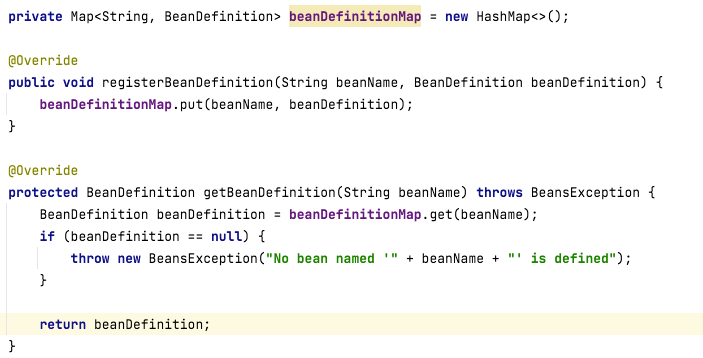 private Map<String, BeanDefinition> beanDefinitionMap = new HashMap<>();
@Override
public void registerBeanDefinition(String beanName, BeanDefinition beanDefinition) {
beanDefinitionMap.put(beanName, beanDefinition);
}
@Override
protected BeanDefinition getBeanDefinition(String beanName) throws BeansException {
BeanDefinition beanDefinition = beanDefinitionMap.get(beanName);
if (beanDefinition == null) {
throw new BeansException("No bean named '" + beanName + "' is defined");
}
return beanDefinition;
}